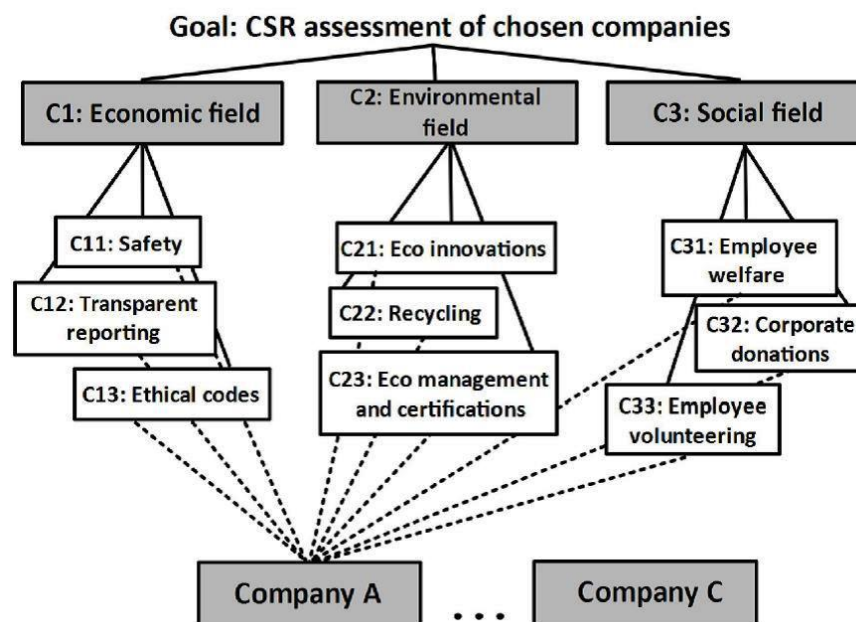 Goal: CSR assessment of chosen companies
C1: Economic field
C2: Environmental
field
C3: Social field
C11: Safety
C12: Transparent
reporting
C13: Ethical codes
C21: Eco innovations
C22: Recycling
C23: Eco management
and certifications
C31: Employee
welfare
C32: Corporate
donations
C33: Employee
volunteering
Company A
...
Company C